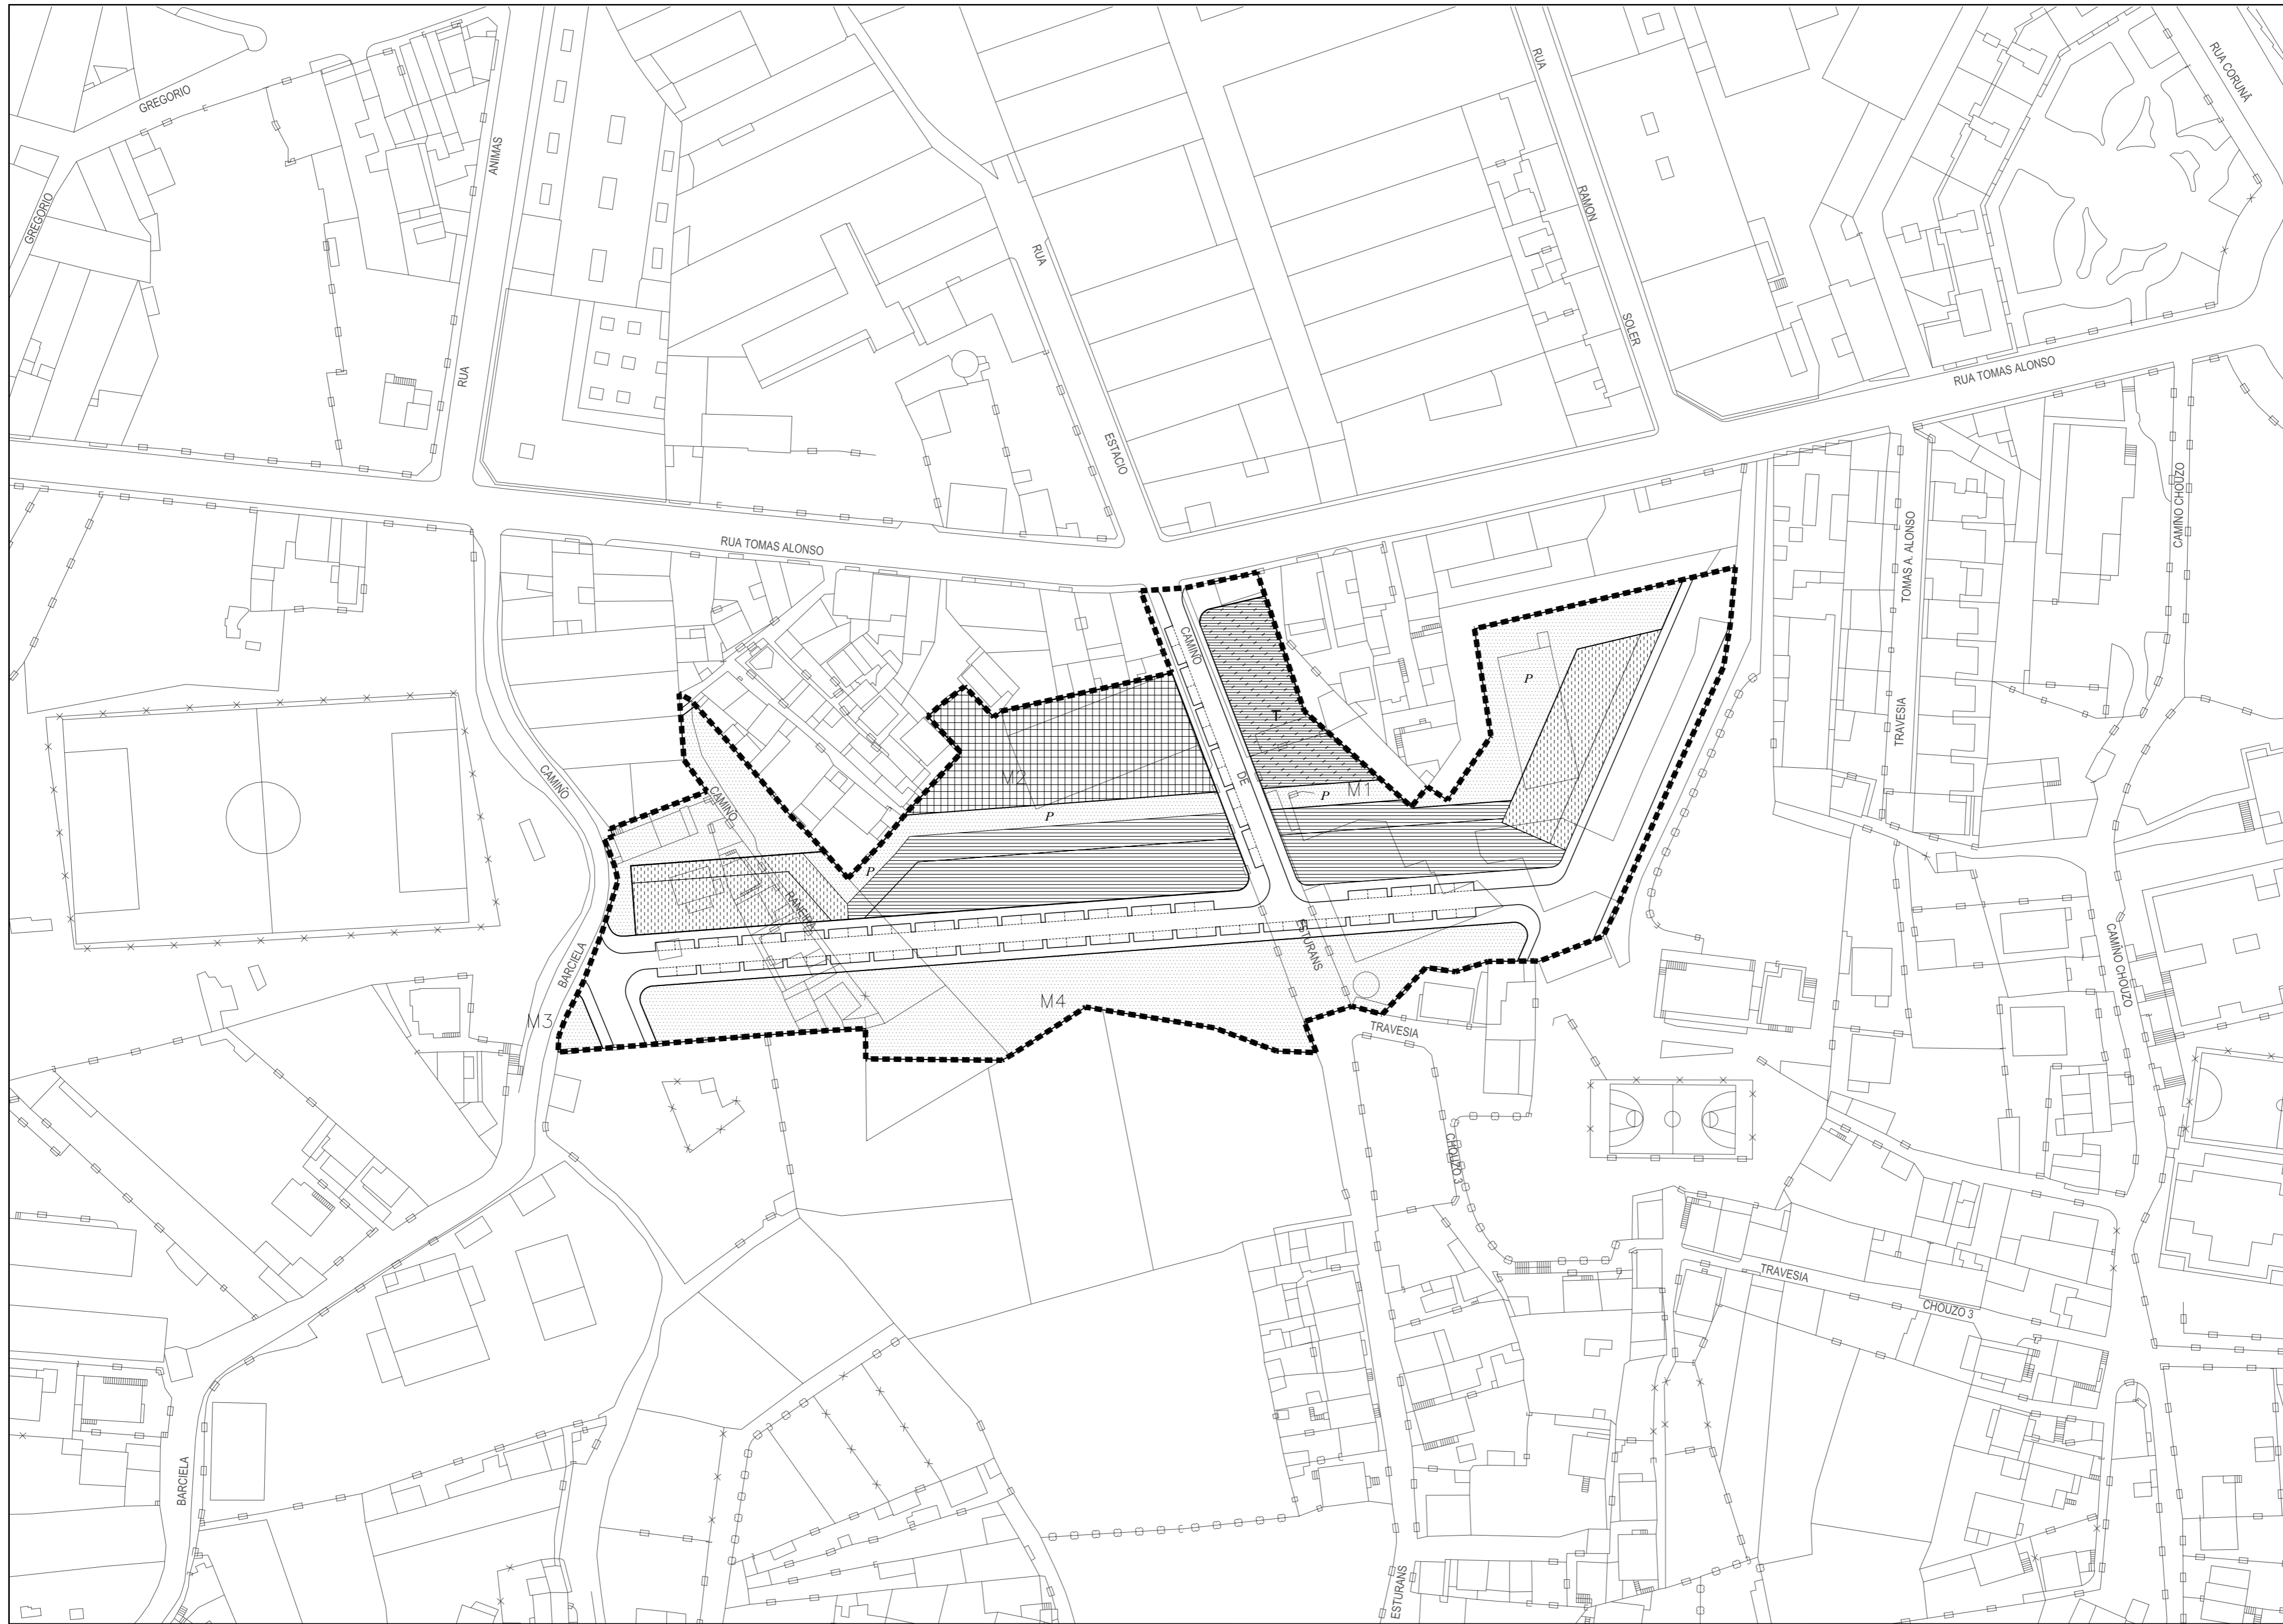 GREGORIO
RUA CORUÑA
GREGORIO
ANIMAS
RUA
RUA
RAMON
SOLER
RUA
ESTACIO
RUA
RUA TOMAS ALONSO
CAMIÑO CHOUZO
TOMAS A. ALONSO
TRAVESIA
RUA TOMAS ALONSO
CAMIÑO
DE
ESTURANS
P
T
M2
M1
P
P
P
CAMIÑO
BARCIELA
CAMIÑO
RANEIRA
M3
M4
TRAVESIA
CHOUZO 3
CAMIÑO CHOUZO
TRAVESIA
CHOUZO 3
BARCIELA
ESTURANS